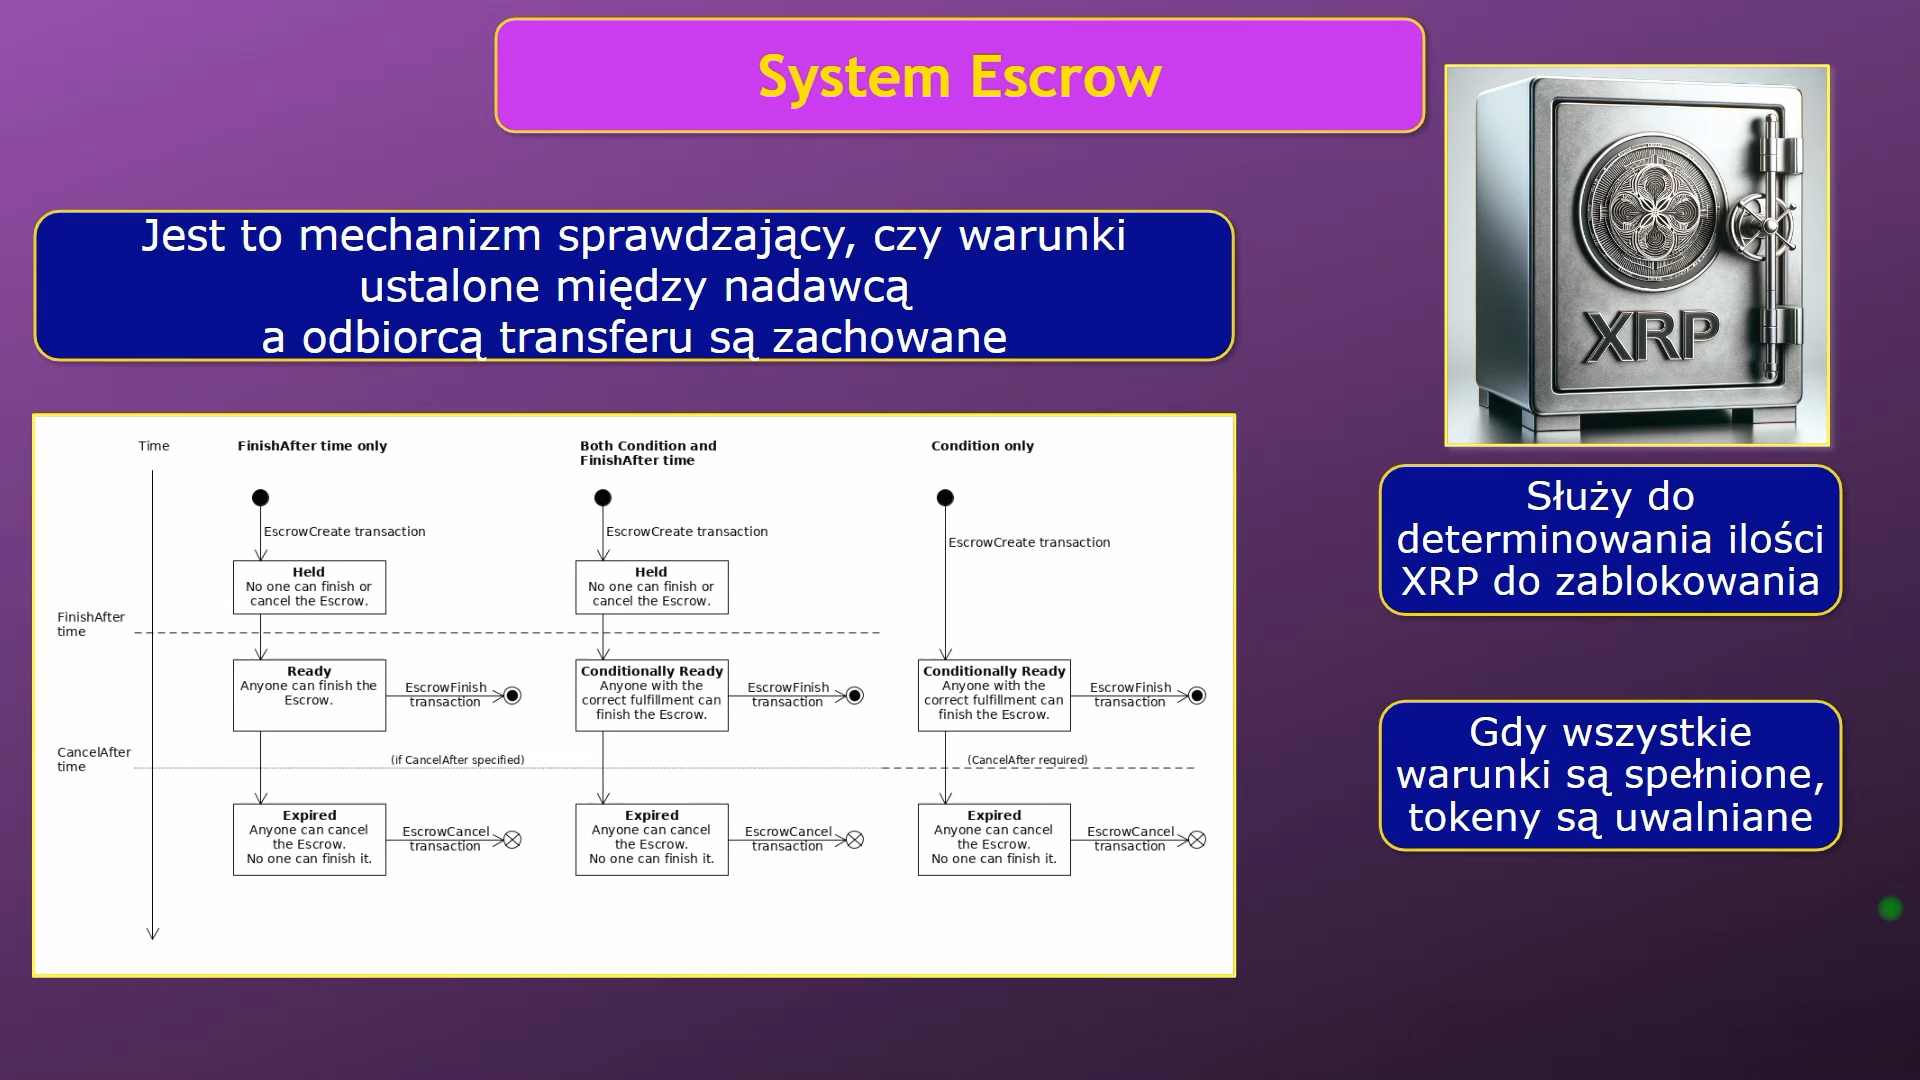 System Escrow
Jest to mechanizm sprawdzający, czy warunki
ustalone między nadawcą
a odbiorcą transferu są zachowane
XRP
Służy do
determinowania ilości
XRP do zablokowania
Gdy wszystkie
warunki są spełnione,
tokeny są uwalniane
Time
FinishAfter time only
Both Condition and
FinishAfter time
Condition only
EscrowCreate transaction
EscrowCreate transaction
EscrowCreate transaction
Held
No one can finish or
cancel the Escrow.
Held
No one can finish or
cancel the Escrow.
FinishAfter
time
Ready
Anyone can finish the
Escrow.
EscrowFinish
transaction
Conditionally Ready
Anyone with the
correct fulfillment can
finish the Escrow.
EscrowFinish
transaction
Conditionally Ready
Anyone with the
correct fulfillment can
finish the Escrow.
EscrowFinish
transaction
CancelAfter
time
(if CancelAfter specified)
(CancelAfter required)
Expired
Anyone can cancel
the Escrow.
No one can finish it.
EscrowCancel
transaction
Expired
Anyone can cancel
the Escrow.
No one can finish it.
EscrowCancel
transaction
Expired
Anyone can cancel
the Escrow.
No one can finish it.
EscrowCancel
transaction